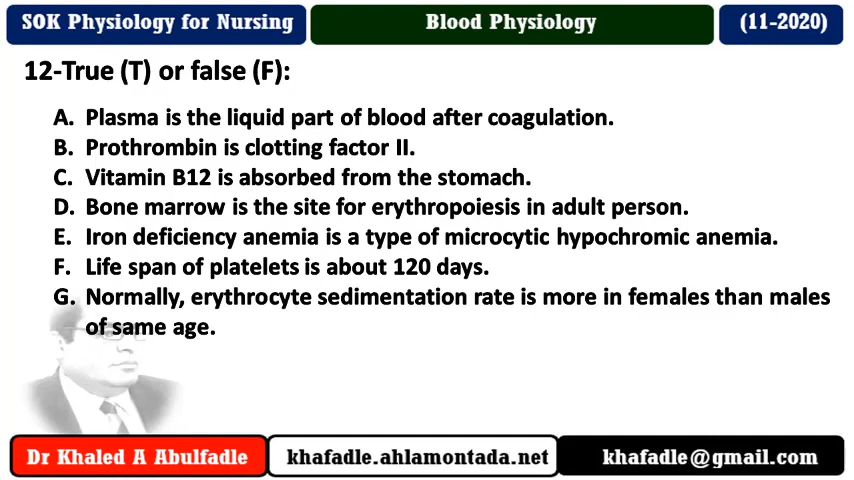 SOK Physiology for Nursing
Blood Physiology
(11-2020)
12-True (T) or false (F):
A. Plasma is the liquid part of blood after coagulation.
B. Prothrombin is clotting factor II.
C. Vitamin B12 is absorbed from the stomach.
D. Bone marrow is the site for erythropoiesis in adult person.
E. Iron deficiency anemia is a type of microcytic hypochromic anemia.
F. Life span of platelets is about 120 days.
G. Normally, erythrocyte sedimentation rate is more in females than males
of same age.
Dr Khaled A Abulfadle
khafadle.ahlamontada.net
khafadle@gmail.com